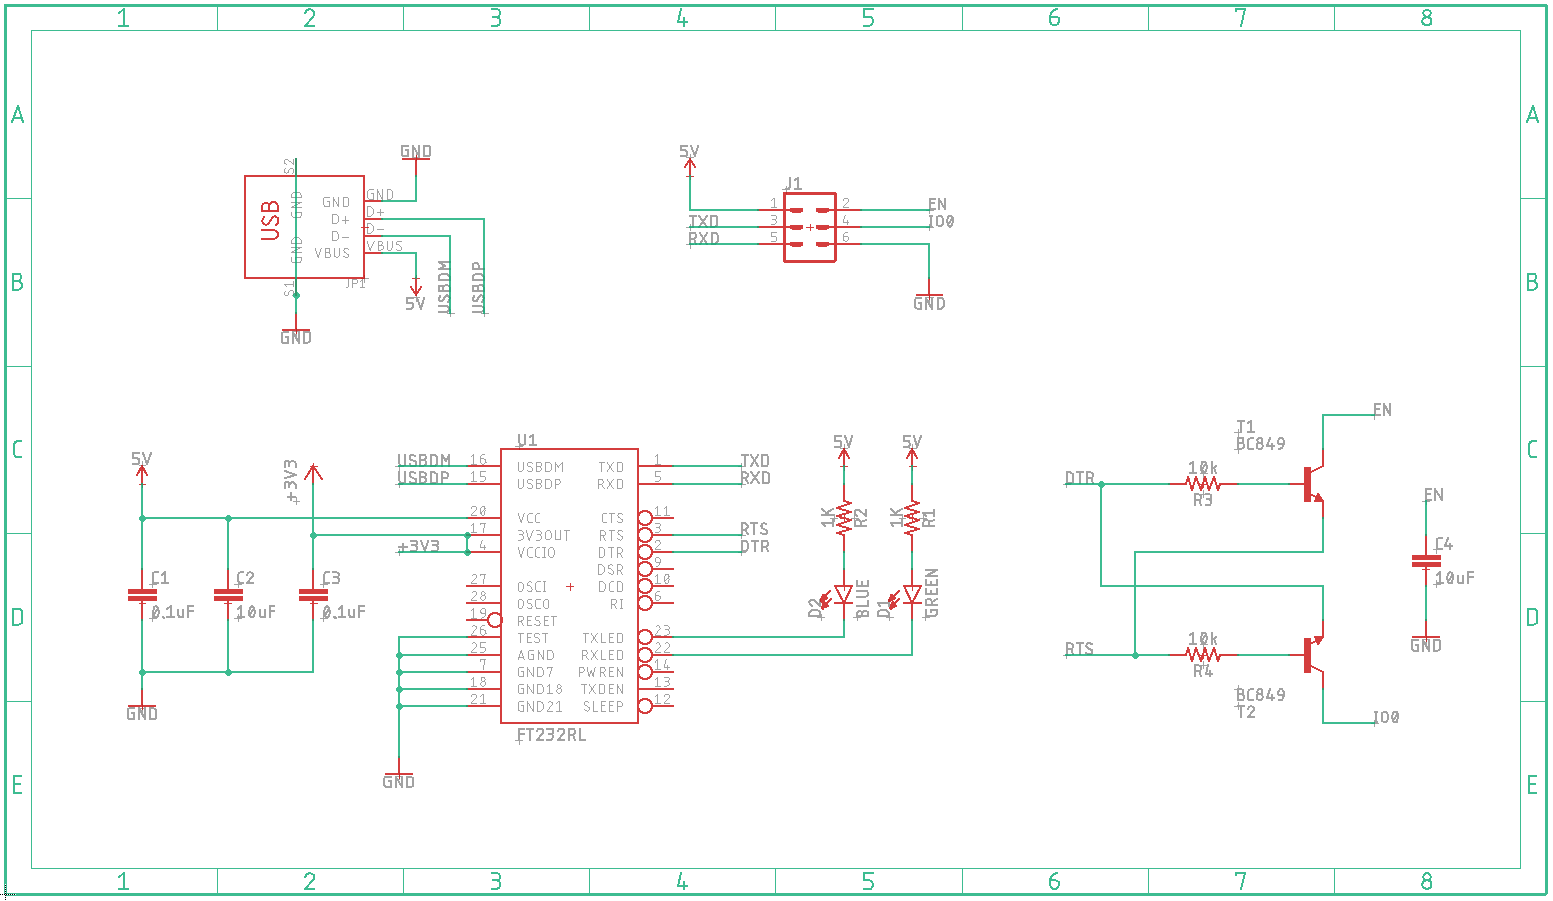 1 2 3 4 5 6 7 8
A A
S2
GND
5V
J1
USB
GND
GND
GND
D+
D+
D-
D-
VBUS
VBUS
GND
JP1
S1
GND
5V
USBDM
USBDP
1 2
3 4
5 6
TXD
RXD
EN
IO0
GND
B B
C C
5V
+3V3
U1
USBDM 16 USBDM TXD 1 TXD
USBDP 15 USBDP RXD 5 RXD
20 VCC CTS 11
17 3V3OUT RTS 3 RTS
+3V3 4 VCCIO DTR 2 DTR
DSR 9
27 OSCI DCD 10
28 OSCO RI 6
19 RESET
26 TEST TXLED 23
25 AGND RXLED 22
7 GND7 PWREN 14
18 GND18 TXDEN 13
21 GND21 SLEEP 12
FT232RL
GND
C1
0.1uF
C2
10uF
C3
0.1uF
GND
5V 5V
1K R2
1K R1
D2 BLUE
D1 GREEN
EN
T1
BC849
DTR
10k
R3
EN
C4
10uF
GND
RTS
10k
R4
BC849
T2
IO0
D D
E E
1 2 3 4 5 6 7 8